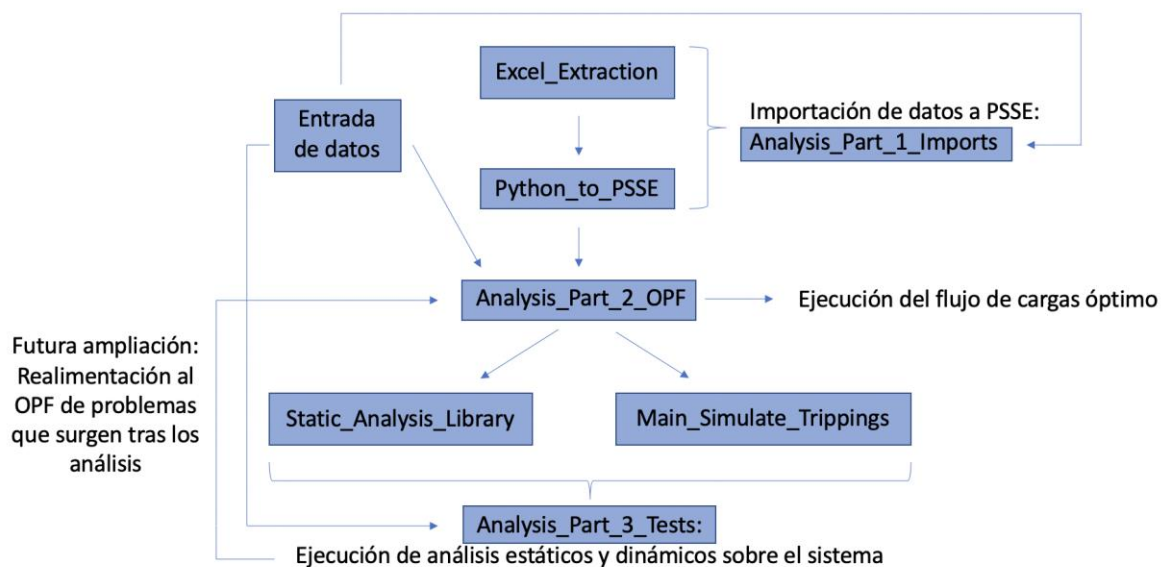 Excel_Extraction
Entrada
de datos
Importación de datos a PSSE:
Analysis_Part_1_Imports
Python_to_PSSE
Analysis_Part_2_OPF
Ejecución del flujo de cargas óptimo
Futura ampliación:
Realimentación al
OPF de problemas
que surgen tras los
análisis
Static_Analysis_Library
Main_Simulate_Trippings
Analysis_Part_3_Tests:
Ejecución de análisis estáticos y dinámicos sobre el sistema